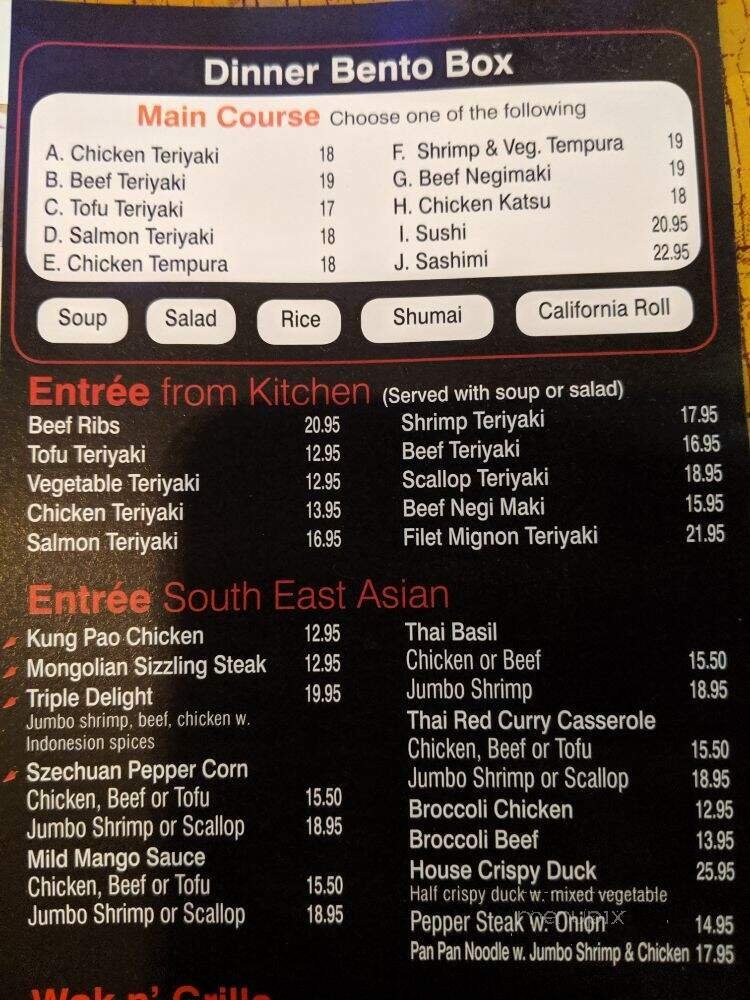 Dinner Bento Box
Main Course Choose one of the following
A. Chicken Teriyaki 18
B. Beef Teriyaki 19
C. Tofu Teriyaki 17
D. Salmon Teriyaki 18
E. Chicken Tempura 18
F. Shrimp & Veg. Tempura 19
G. Beef Negimaki 19
H. Chicken Katsu 18
I. Sushi 20.95
J. Sashimi 22.95
Soup Salad Rice Shumai California Roll
Entrée from Kitchen (Served with soup or salad)
Beef Ribs 20.95
Tofu Teriyaki 12.95
Vegetable Teriyaki 12.95
Chicken Teriyaki 13.95
Salmon Teriyaki 16.95
Shrimp Teriyaki 17.95
Beef Teriyaki 16.95
Scallop Teriyaki 18.95
Beef Negi Maki 15.95
Filet Mignon Teriyaki 21.95
Entrée South East Asian
Kung Pao Chicken 12.95
Mongolian Sizzling Steak 12.95
Triple Delight 19.95
Jumbo shrimp, beef, chicken w.
Indonesion spices
Szechuan Pepper Corn
Chicken, Beef or Tofu 15.50
Jumbo Shrimp or Scallop 18.95
Mild Mango Sauce
Chicken, Beef or Tofu 15.50
Jumbo Shrimp or Scallop 18.95
Thai Basil
Chicken or Beef 15.50
Jumbo Shrimp 18.95
Thai Red Curry Casserole
Chicken, Beef or Tofu 15.50
Jumbo Shrimp or Scallop 18.95
Broccoli Chicken 12.95
Broccoli Beef 13.95
House Crispy Duck 25.95
Half crispy duck w. mixed vegetable
Pepper Steak w. Onion 14.95
menupix
Pan Pan Noodle w. Jumbo Shrimp & Chicken 17.95
Wok n' Grille